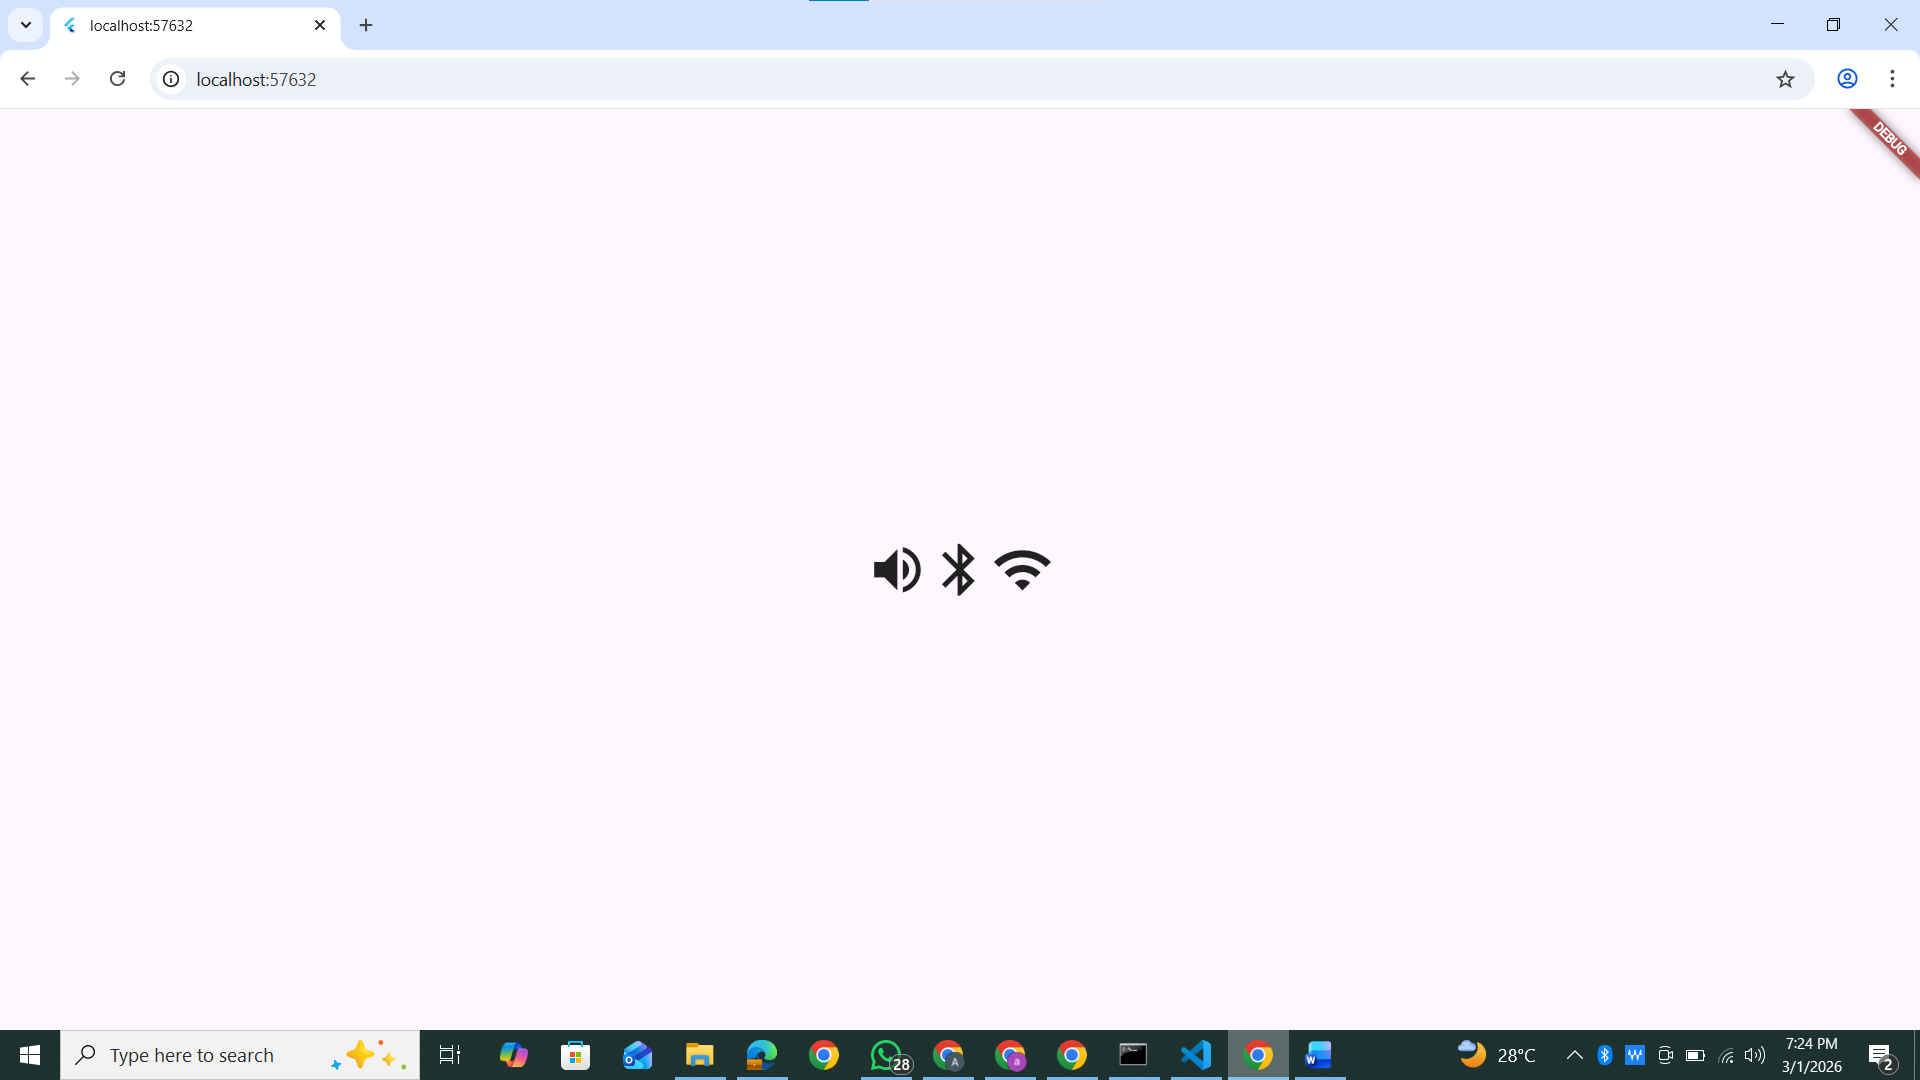 localhost:57632
localhost:57632
DEBUG
Type here to search
28
A
a
28°C
7:24 PM
3/1/2026
2